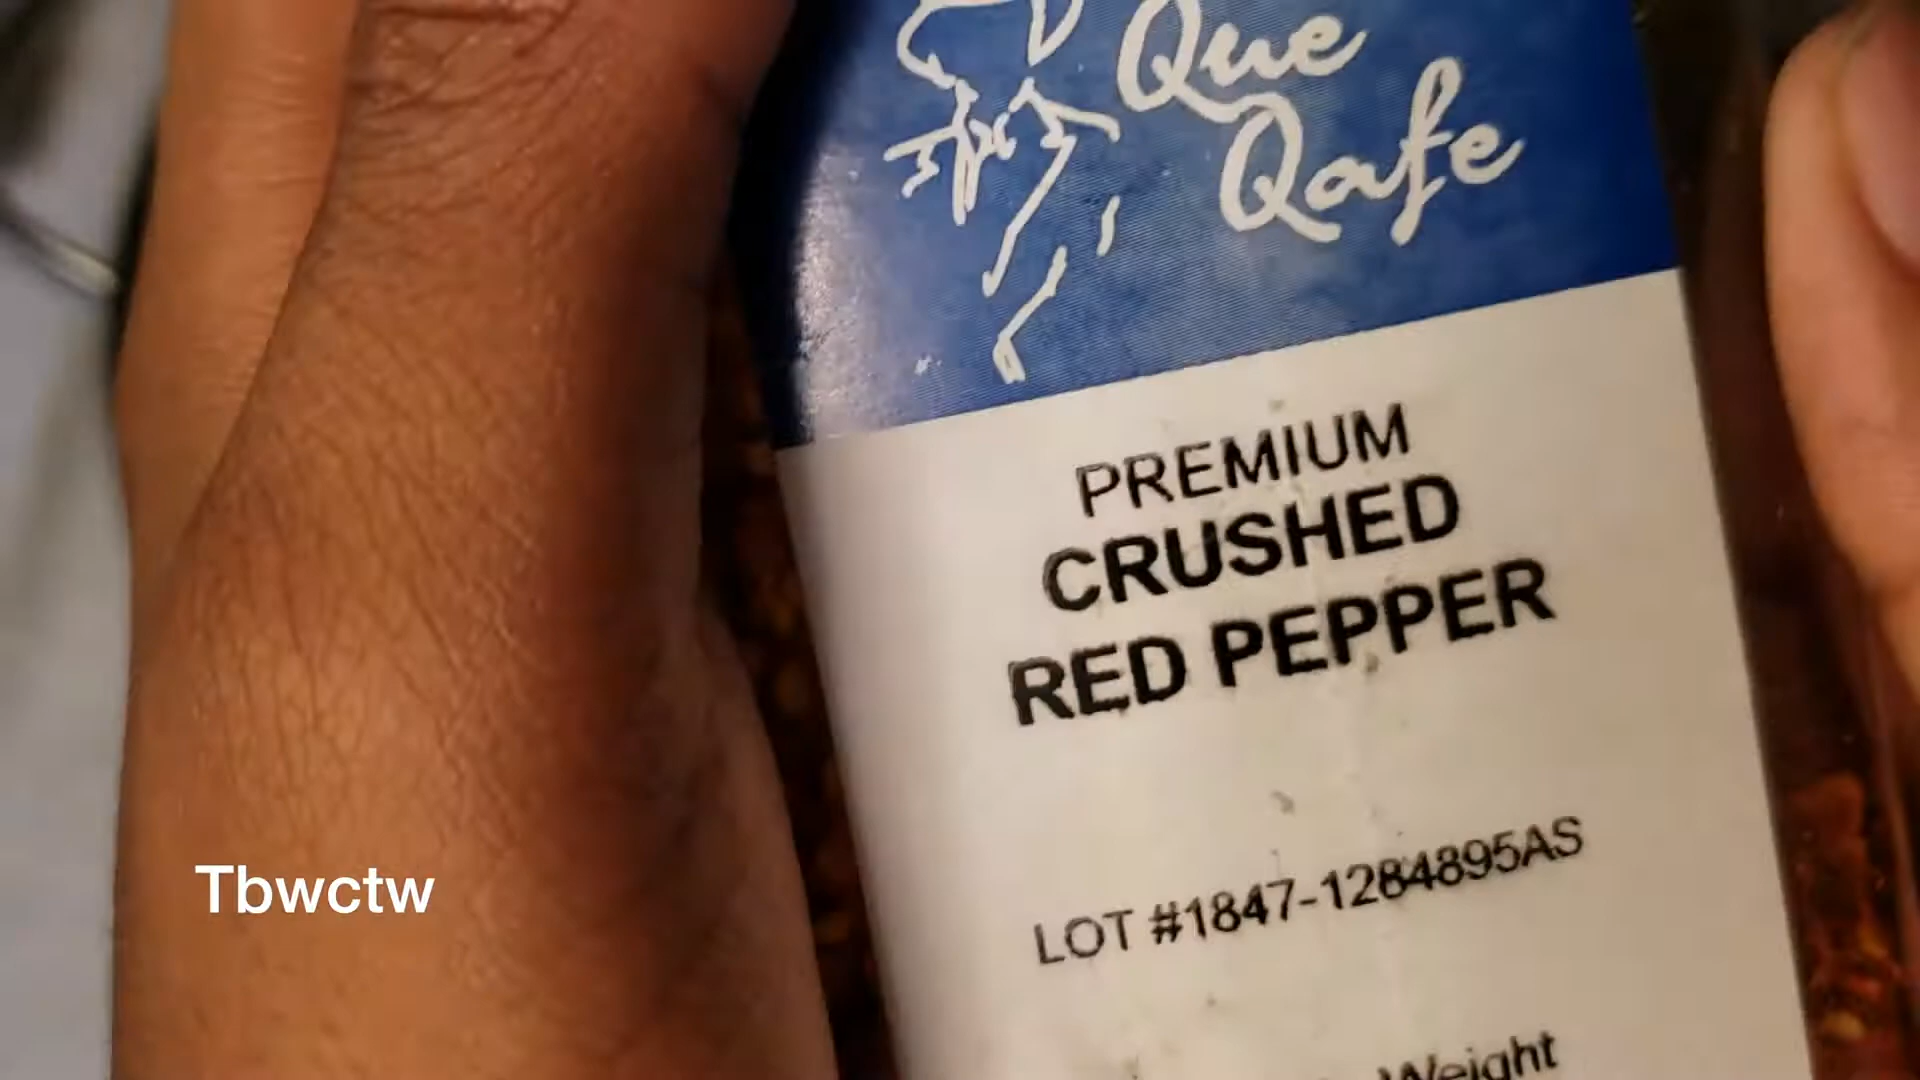 Que
Qafe
PREMIUM
CRUSHED
RED PEPPER
LOT #1847-1284895AS
Weight
Tbwctw